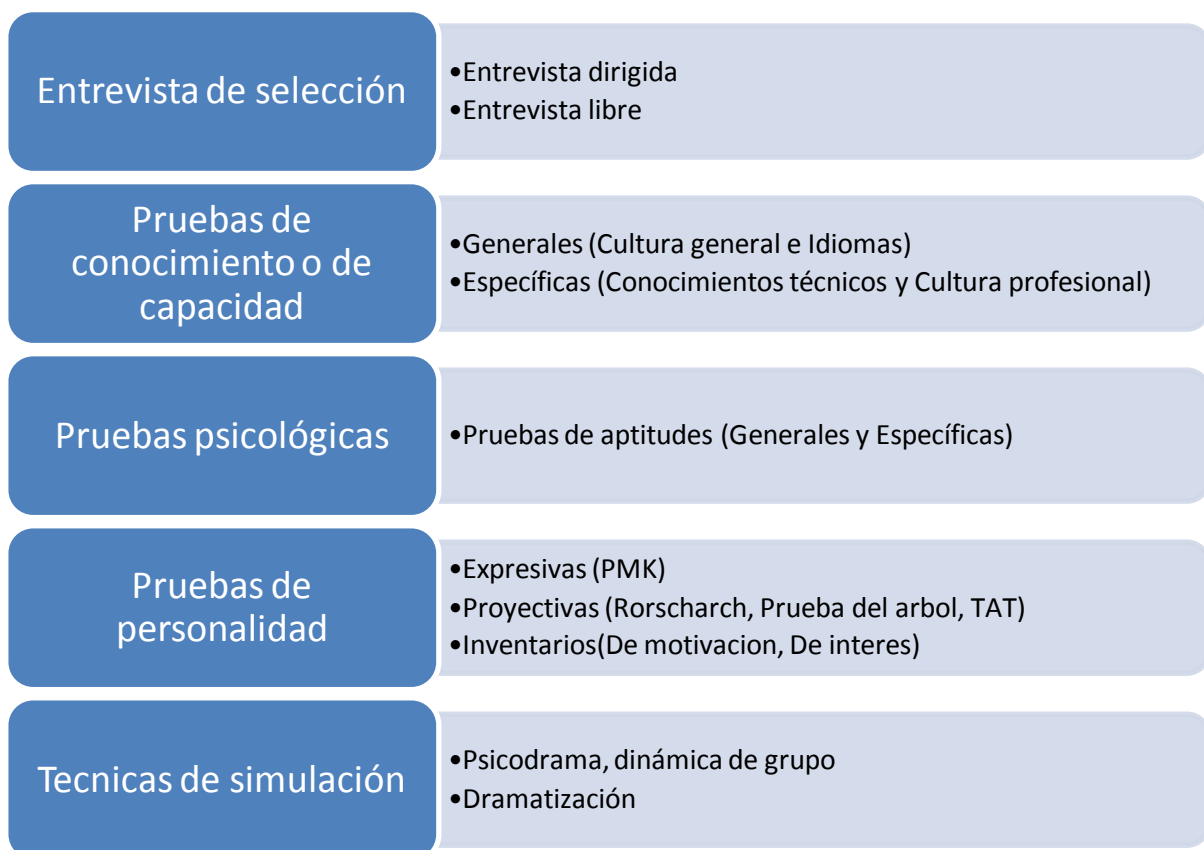 Entrevista de selección
•Entrevista dirigida
•Entrevista libre
Pruebas de
conocimiento o de
capacidad
•Generales (Cultura general e Idiomas)
•Específicas (Conocimientos técnicos y Cultura profesional)
Pruebas psicológicas
•Pruebas de aptitudes (Generales y Específicas)
Pruebas de
personalidad
•Expresivas (PMK)
•Proyectivas (Rorscharch, Prueba del arbol, TAT)
•Inventarios(De motivacion, De interes)
Tecnicas de simulación
•Psicodrama, dinámica de grupo
•Dramatización